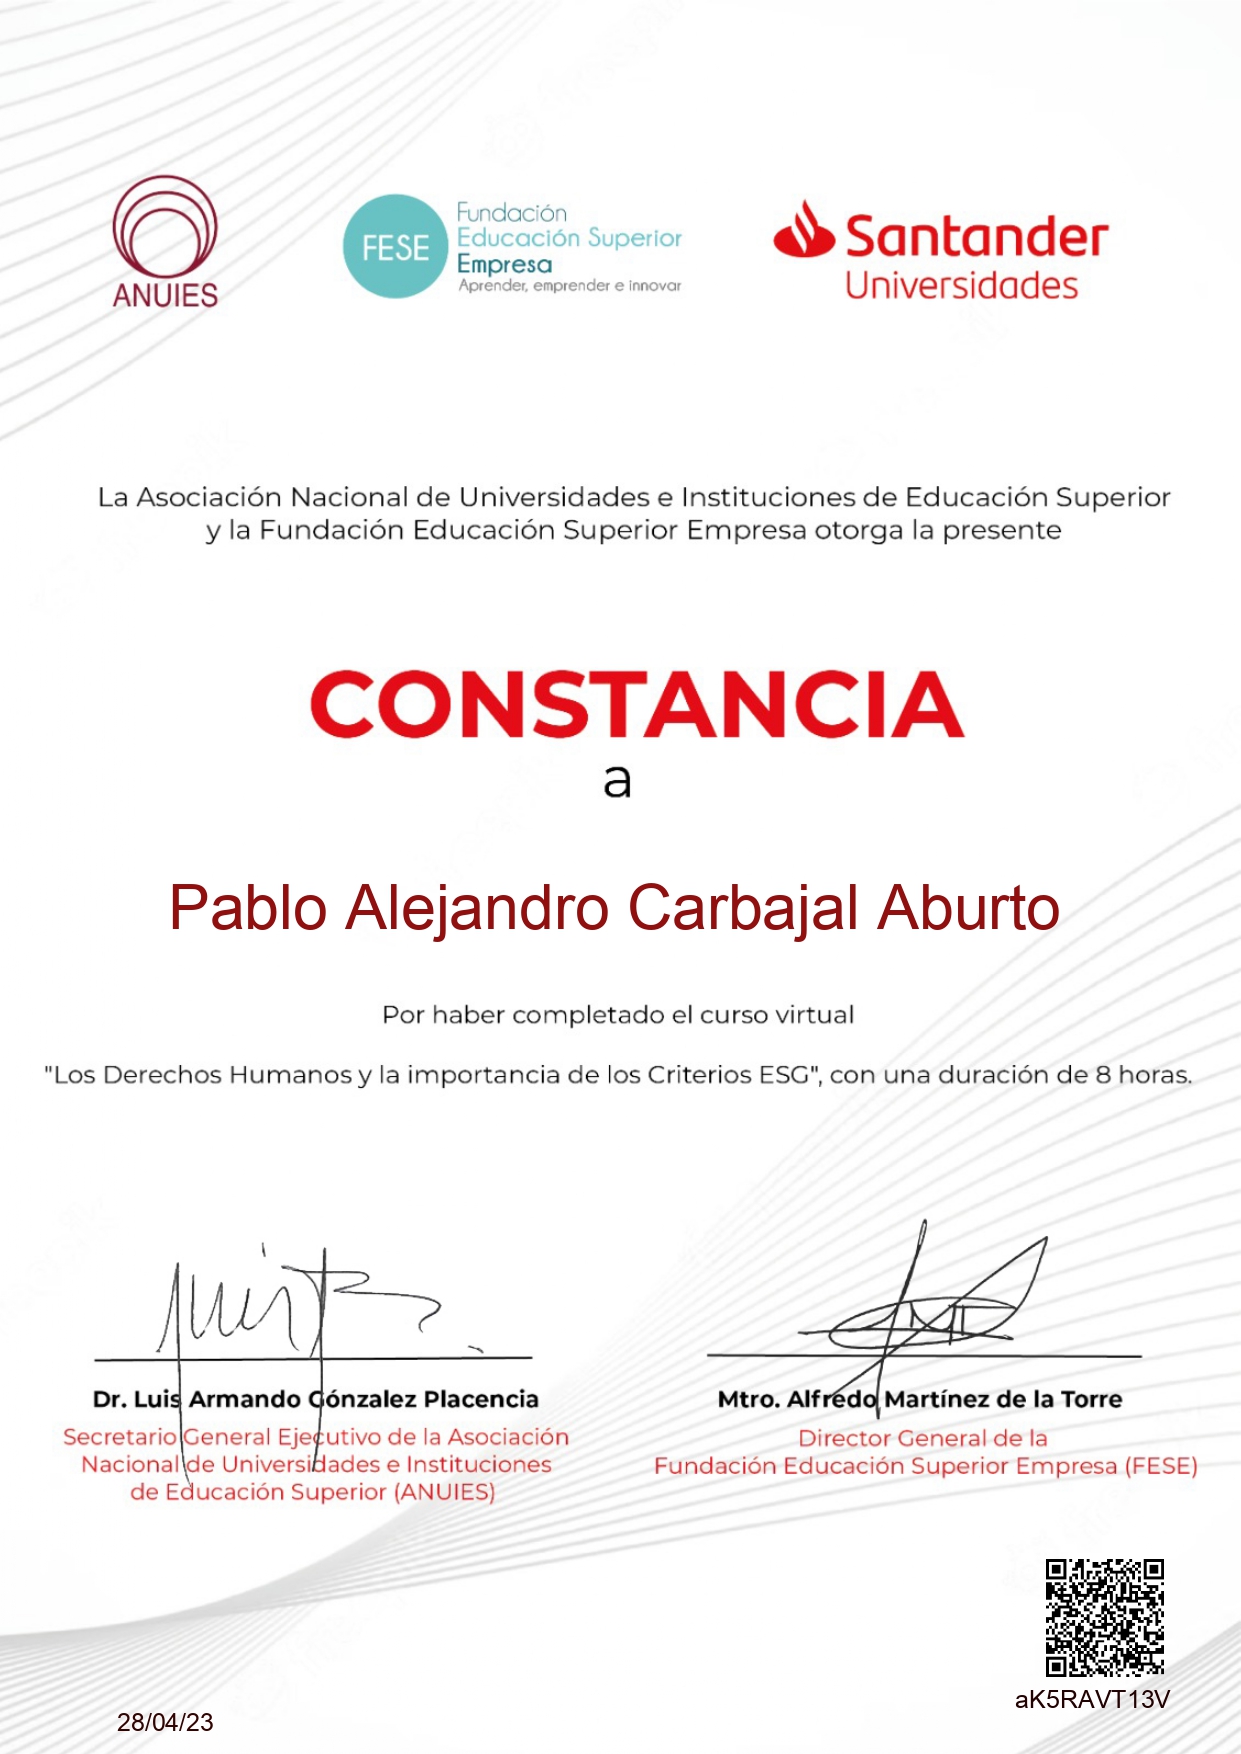 ANUIES
FESE
Fundación
Educación Superior
Empresa
Aprender, emprender e innovar
Santander
Universidades
La Asociación Nacional de Universidades e Instituciones de Educación Superior
y la Fundación Educación Superior Empresa otorga la presente
CONSTANCIA
a
Pablo Alejandro Carbajal Aburto
Por haber completado el curso virtual
"Los Derechos Humanos y la importancia de los Criterios ESG", con una duración de 8 horas.
Dr. Luis Armando Gónzalez Placencia
Secretario General Ejecutivo de la Asociación
Nacional de Universidades e Instituciones
de Educación Superior (ANUIES)
Mtro. Alfredo Martínez de la Torre
Director General de la
Fundación Educación Superior Empresa (FESE)
aK5RAVT13V
28/04/23